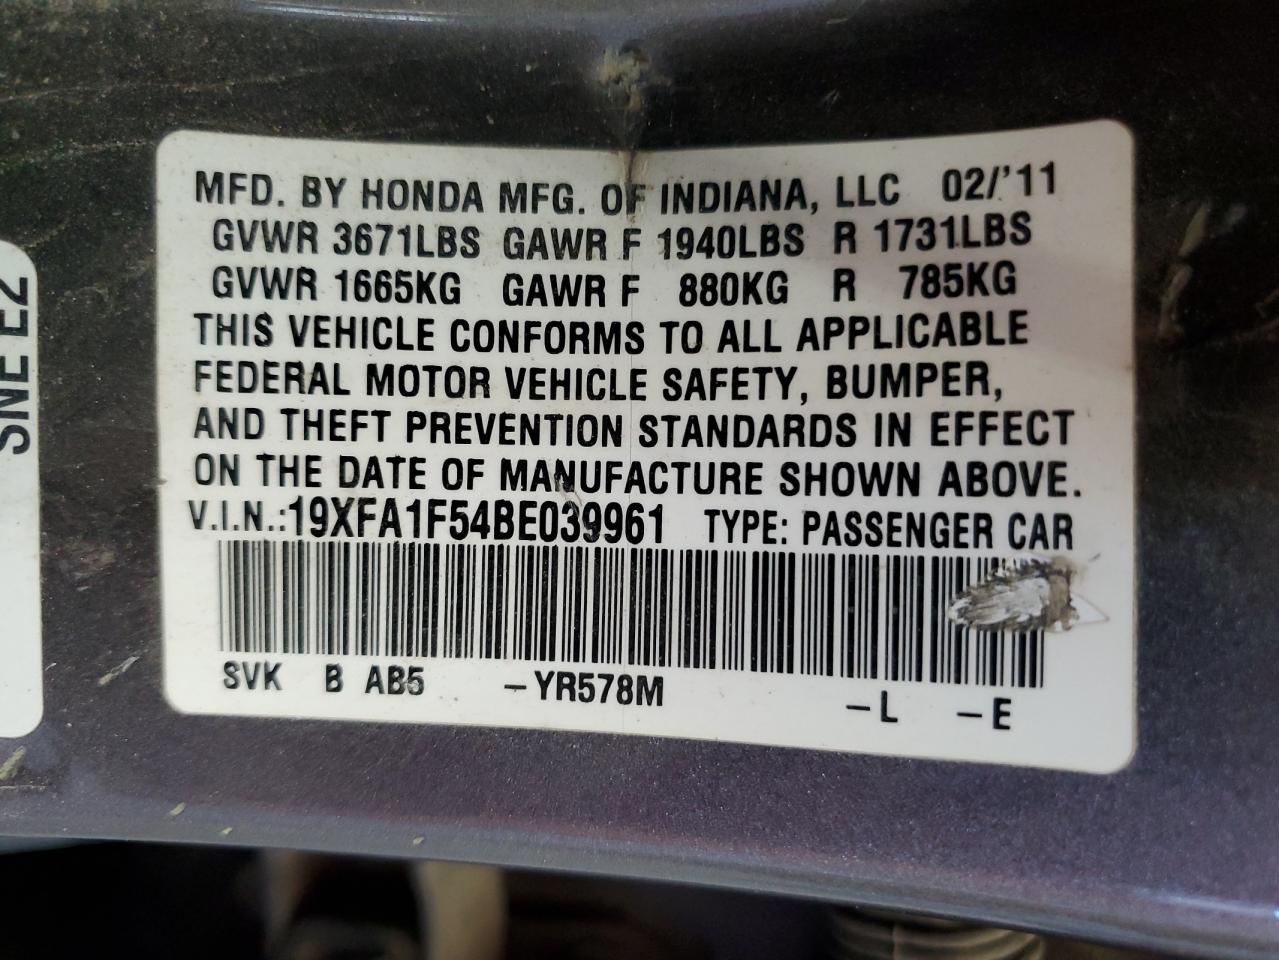 MFD. BY HONDA MFG. OF INDIANA, LLC 02/'11
GVWR 3671LBS GAWR F 1940LBS R 1731LBS
GVWR 1665KG GAWR F 880KG R 785KG
THIS VEHICLE CONFORMS TO ALL APPLICABLE
FEDERAL MOTOR VEHICLE SAFETY, BUMPER,
AND THEFT PREVENTION STANDARDS IN EFFECT
ON THE DATE OF MANUFACTURE SHOWN ABOVE.
V.I.N.:19XFA1F54BE039961 TYPE: PASSENGER CAR
SVK B AB5 -YR578M -L -E
SNE E2